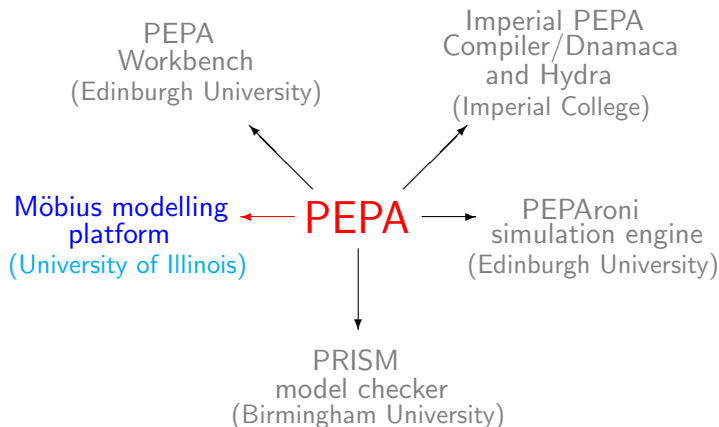 PEPA
Workbench
(Edinburgh University)
Imperial PEPA
Compiler/Dnamaca
and Hydra
(Imperial College)
Möbius modelling
platform
(University of Illinois)
PEPA
PEPAroni
simulation engine
(Edinburgh University)
PRISM
model checker
(Birmingham University)